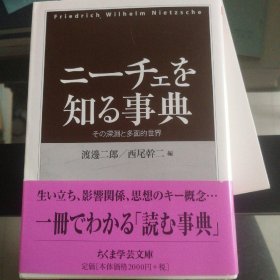 Friedrich Wilhelm Nietzsche
ニーチェを
知る事典
その深淵と多面的世界
渡邊二郎／西尾幹二 編
生い立ち、影響関係、思想のキー概念…
一冊でわかる「読む事典」
ちくま学芸文庫
定価(本体価格2000円+税)